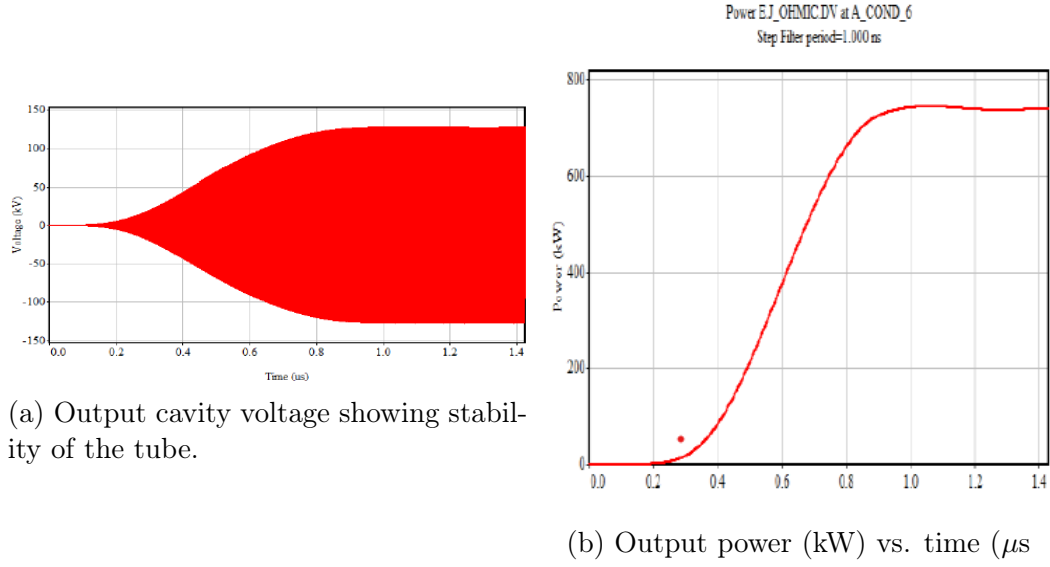 Power E.J_OHMIC.DV at A_COND_6
Step Filter period=1.000 ns
150
100
50
0
-50
-100
-150
Voltage (kV)
0.0 0.2 0.4 0.6 0.8 1.0 1.2 1.4
Time (us)
(a) Output cavity voltage showing stabil-
ity of the tube.
800
600
400
200
0
Power (kW)
0.0 0.2 0.4 0.6 0.8 1.0 1.2 1.4
(b) Output power (kW) vs. time (μs